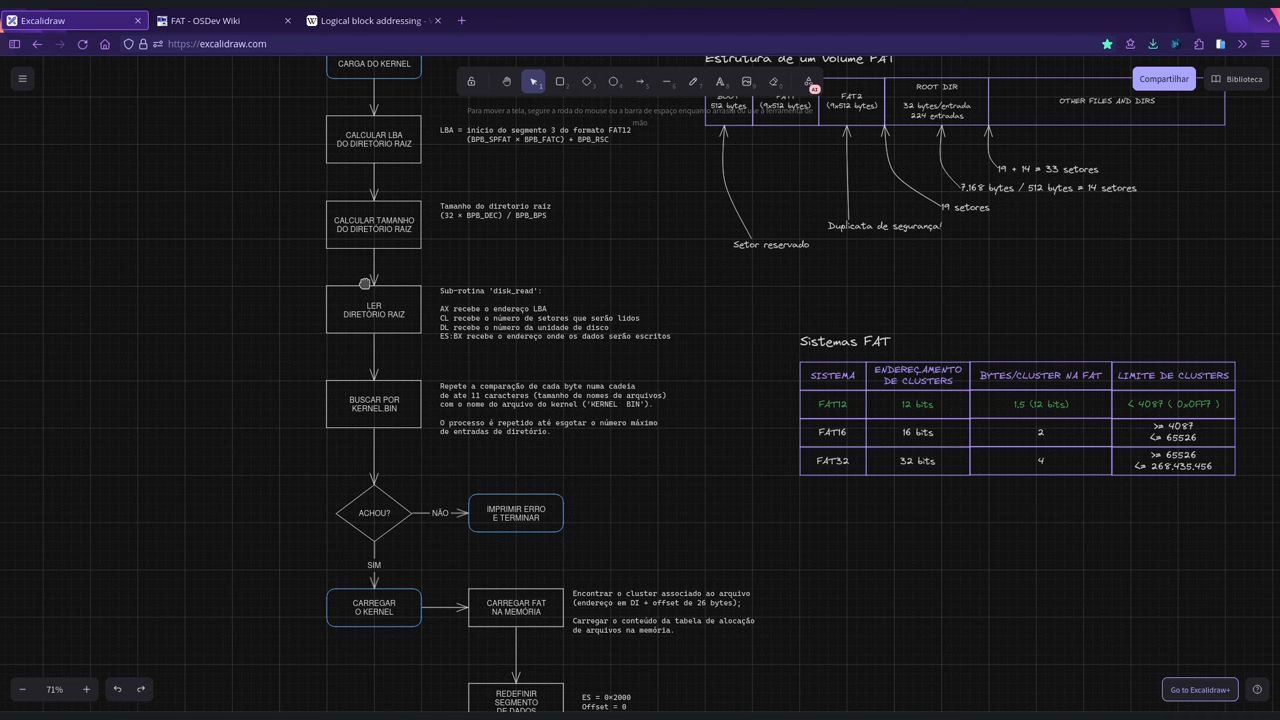 Excalidraw
FAT - OSDev Wiki
Logical block addressing - W
https://excalidraw.com
Compartilhar
Biblioteca
Para mover a tela, segure a roda do mouse ou a barra de espaço enquanto arrasta ou use a ferramenta de
mão
AI
CARGA DO KERNEL
CALCULAR LBA
DO DIRETÓRIO RAIZ
LBA = início do segmento 3 do formato FAT12
(BPB_SPFAT × BPB_FATC) + BPB_RSC
CALCULAR TAMANHO
DO DIRETÓRIO RAIZ
Tamanho do diretorio raiz
(32 × BPB_DEC) / BPB_BPS
LER
DIRETÓRIO RAIZ
Sub-rotina 'disk_read':
AX recebe o endereço LBA
CL recebe o número de setores que serão lidos
DL recebe o número da unidade de disco
ES:BX recebe o endereço onde os dados serão escritos
BUSCAR POR
KERNEL.BIN
Repete a comparação de cada byte numa cadeia
de ate 11 caracteres (tamanho de nomes de arquivos)
com o nome do arquivo do kernel ('KERNEL  BIN').
O processo é repetido até esgotar o número máximo
de entradas de diretório.
ACHOU?
NÃO
IMPRIMIR ERRO
E TERMINAR
SIM
CARREGAR
O KERNEL
CARREGAR FAT
NA MEMÓRIA
Encontrar o cluster associado ao arquivo
(endereço em DI + offset de 26 bytes);
Carregar o conteúdo da tabela de alocação
de arquivos na memória.
REDEFINIR
SEGMENTO
DE DADOS
ES = 0×2000
Offset = 0
Estrutura de um volume FAT
BOOT
512 bytes
FAT1
(9x512 bytes)
FAT2
(9x512 bytes)
ROOT DIR
32 bytes/entrada
224 entradas
OTHER FILES AND DIRS
19 + 14 = 33 setores
7.168 bytes / 512 bytes = 14 setores
19 setores
Duplicata de segurança!
Setor reservado
Sistemas FAT
SISTEMA
ENDEREÇAMENTO
DE CLUSTERS
BYTES/CLUSTER NA FAT
LIMITE DE CLUSTERS
FAT12
12 bits
1.5 (12 bits)
< 4087 ( 0x0FF7 )
FAT16
16 bits
2
>= 4087
<= 65526
FAT32
32 bits
4
>= 65526
<= 268.435.456
71%
Go to Excalidraw+